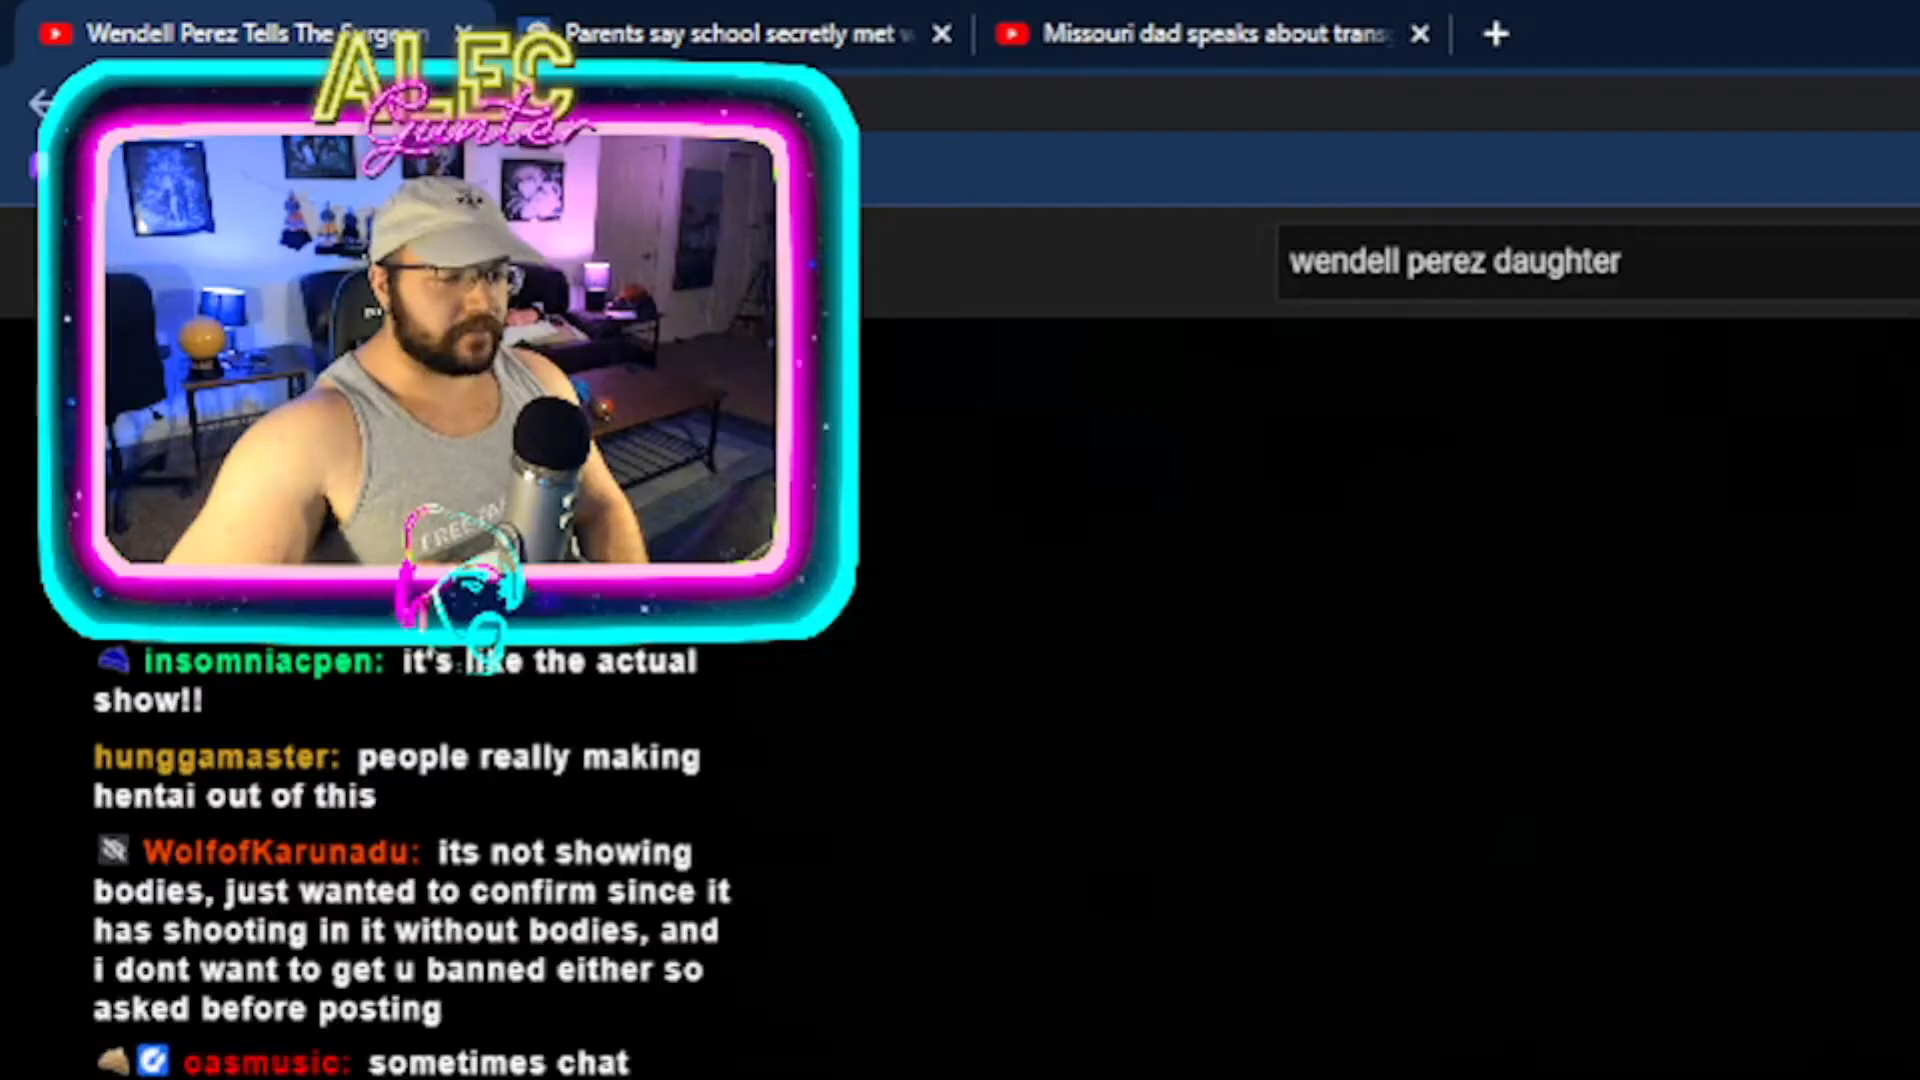 Wendell Perez Tells The Surgeon
Parents say school secretly met w
Missouri dad speaks about trans
ALEC
Gunter
wendell perez daughter
FREE
insomniacpen: it's like the actual
show!!
hunggamaster: people really making
hentai out of this
WolfofKarunadu: its not showing
bodies, just wanted to confirm since it
has shooting in it without bodies, and
i dont want to get u banned either so
asked before posting
oasmusic: sometimes chat